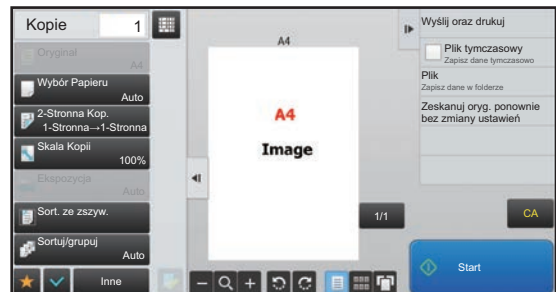 Kopie 1
Oryginał
A4
Wybór Papieru
Auto
2-Stronna Kop.
1-Stronna→1-Stronna
Skala Kopii
100%
Ekspozycja
Auto
Sort. ze zszyw.
Sortuj/grupuj
Auto
Inne
A4
A4
Image
1/1
Wyślij oraz drukuj
Plik tymczasowy
Zapisz dane tymczasowo
Plik
Zapisz dane w folderze
Zeskanuj oryg. ponownie
bez zmiany ustawień
CA
Start